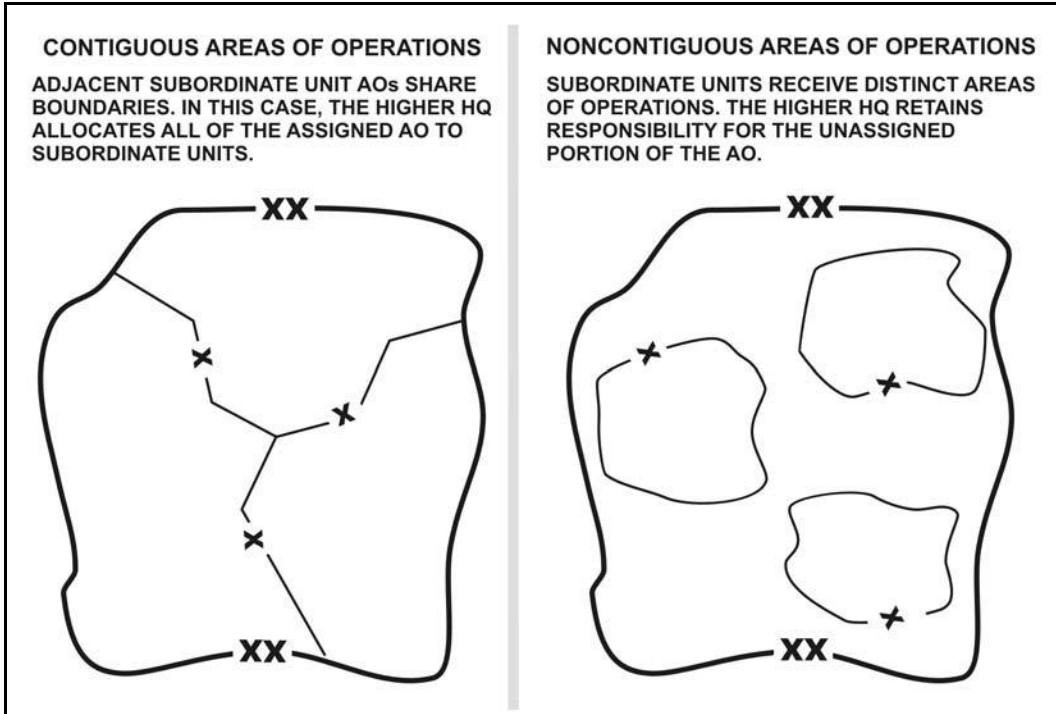 CONTIGUOUS AREAS OF OPERATIONS
ADJACENT SUBORDINATE UNIT AOs SHARE
BOUNDARIES. IN THIS CASE, THE HIGHER HQ
ALLOCATES ALL OF THE ASSIGNED AO TO
SUBORDINATE UNITS.
XX
X
X
X
XX
NONCONTIGUOUS AREAS OF OPERATIONS
SUBORDINATE UNITS RECEIVE DISTINCT AREAS
OF OPERATIONS. THE HIGHER HQ RETAINS
RESPONSIBILITY FOR THE UNASSIGNED
PORTION OF THE AO.
XX
X
X
X
XX